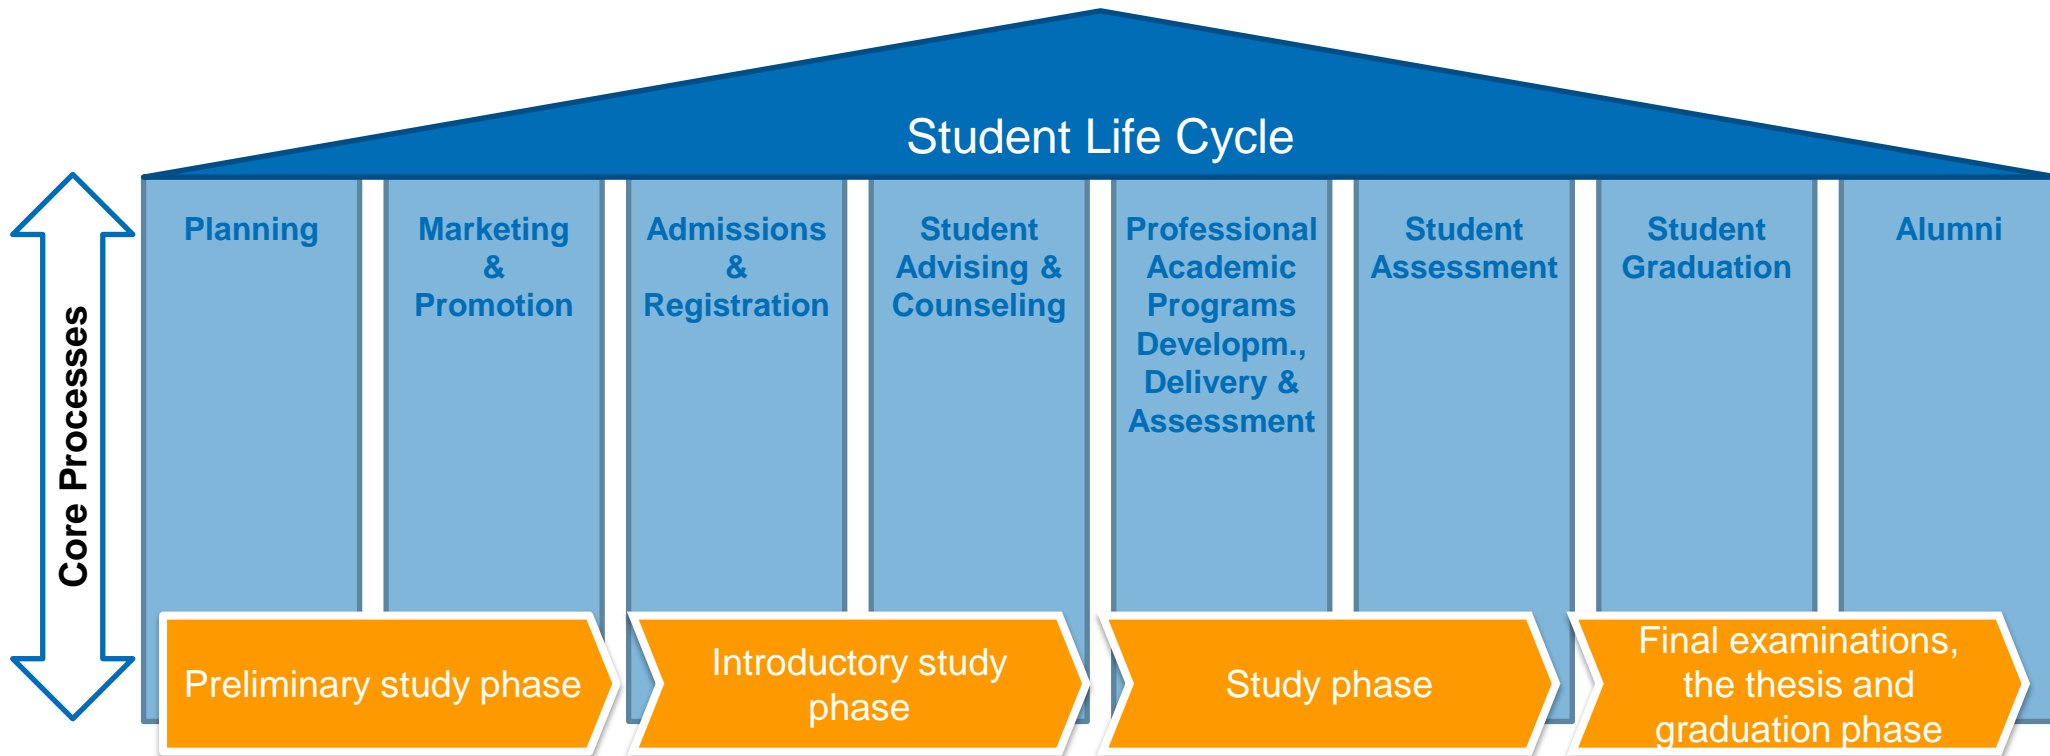 Student Life Cycle
Core Processes
Planning
Marketing
&
Promotion
Admissions
&
Registration
Student
Advising &
Counseling
Professional
Academic
Programs
Developm.,
Delivery &
Assessment
Student
Assessment
Student
Graduation
Alumni
Preliminary study phase
Introductory study
phase
Study phase
Final examinations,
the thesis and
graduation phase